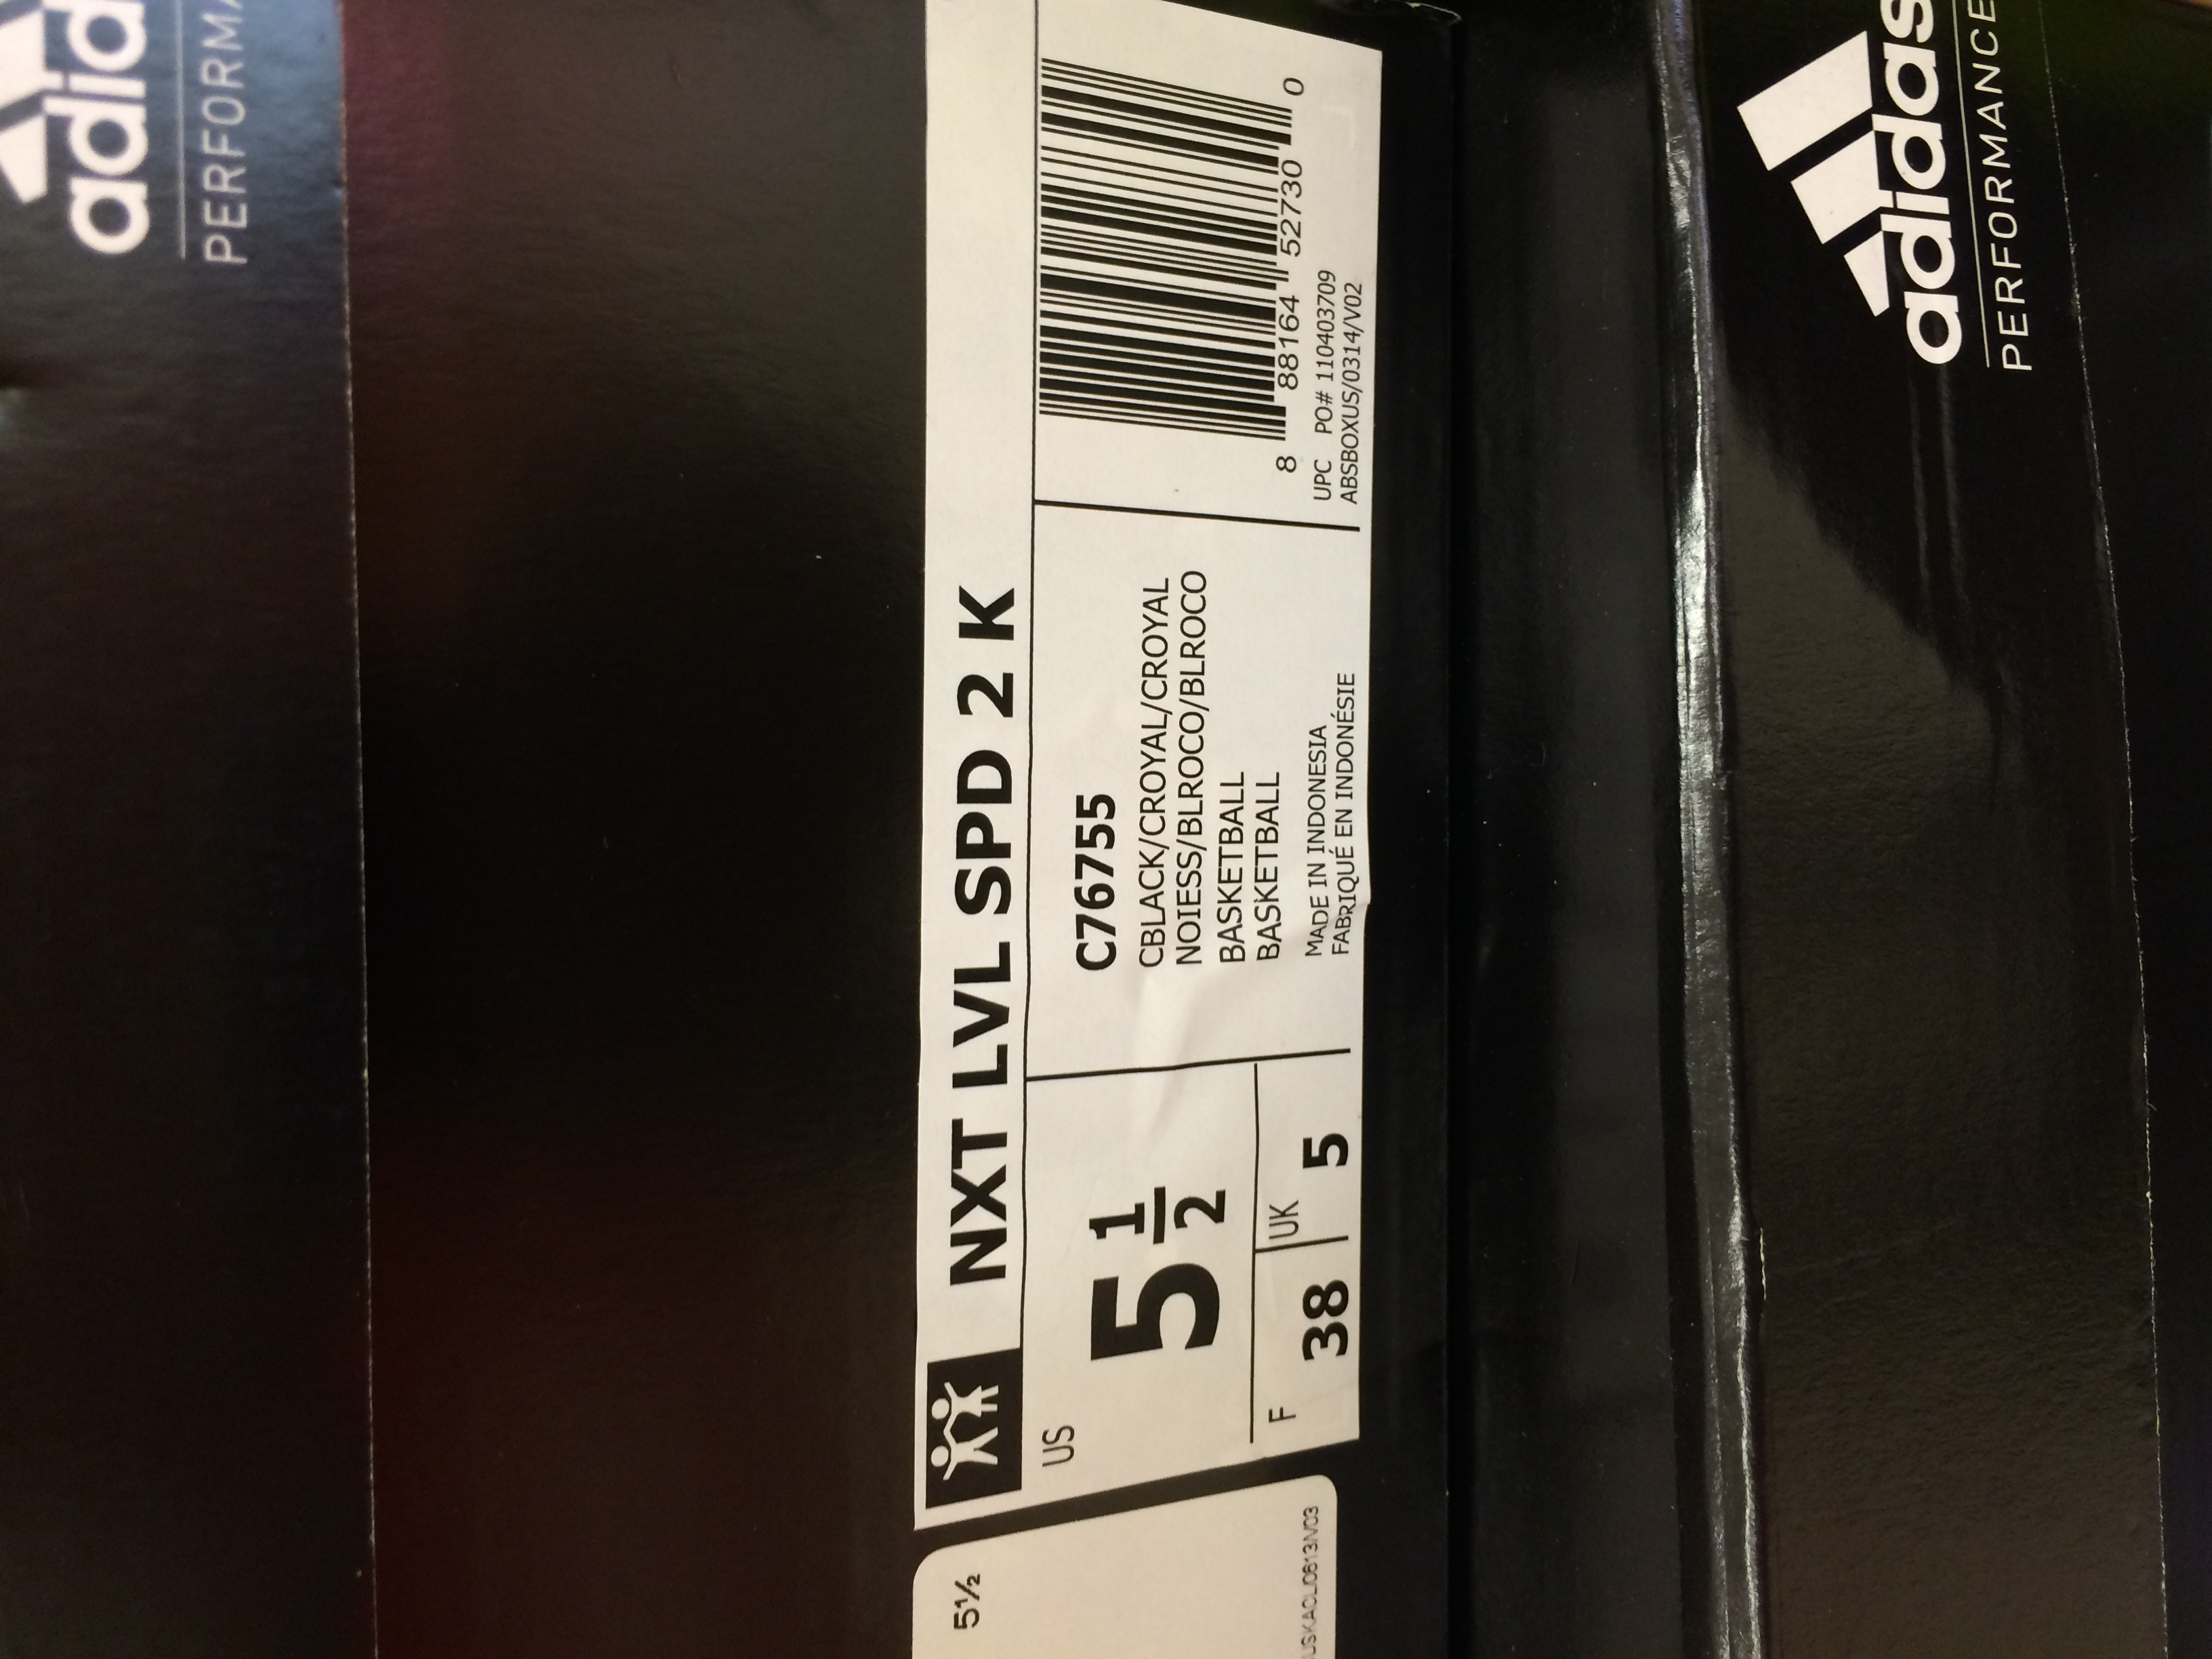 adidas
PERFORMANCE
NXT LVL SPD 2 K
US
5 1/2
F
38
UK
5
C76755
CBLACK/CROYAL/CROYAL
NOIESS/BLROCO/BLROCO
BASKETBALL
BASKETBALL
MADE IN INDONESIA
FABRIQUÉ EN INDONÉSIE
8 88164 52730 0
UPC PO# 110403709
ABSBOXUS/0314/V02
5½
adid
PERFORMA